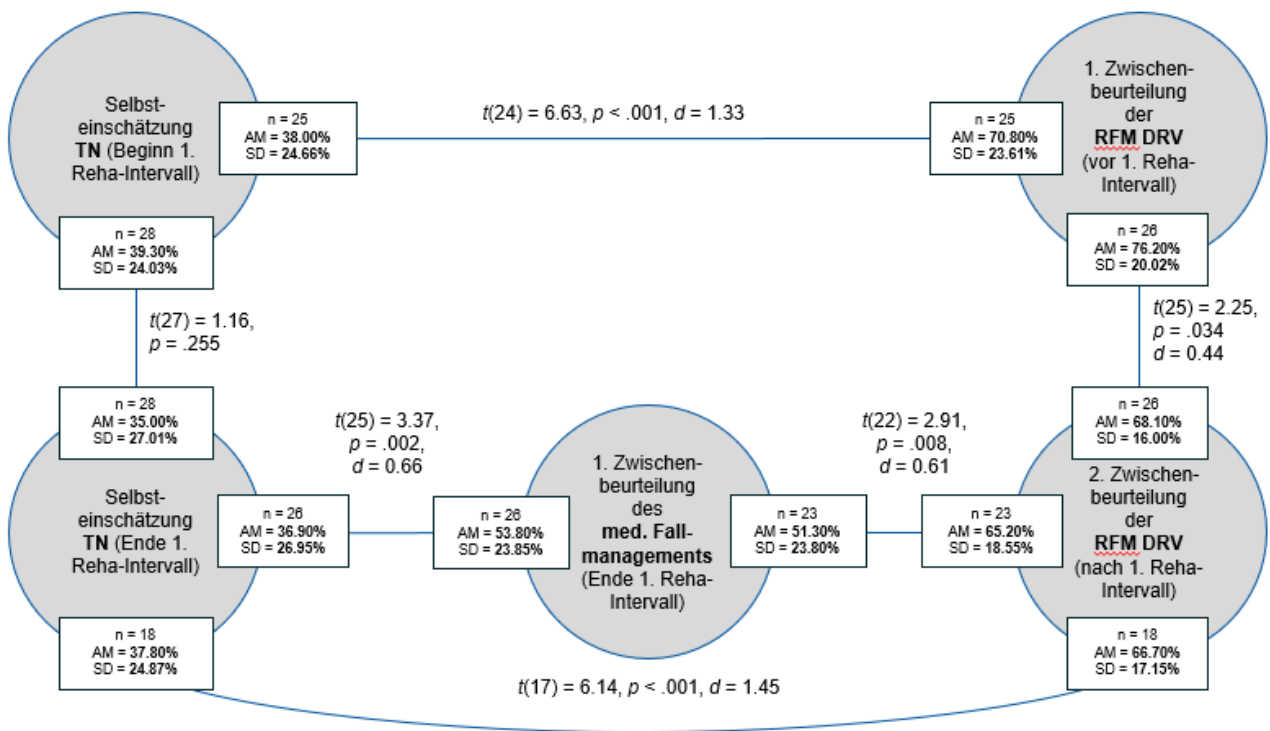 Selbst-
einschätzung
TN (Beginn 1.
Reha-Intervall)
n = 25
AM = 38.00%
SD = 24.66%
t(24) = 6.63, p < .001, d = 1.33
n = 25
AM = 70.80%
SD = 23.61%
1. Zwischen-
beurteilung
der
RFM DRV
(vor 1. Reha-
Intervall)
n = 28
AM = 39.30%
SD = 24.03%
n = 26
AM = 76.20%
SD = 20.02%
t(27) = 1.16,
p = .255
t(25) = 2.25,
p = .034
d = 0.44
n = 28
AM = 35.00%
SD = 27.01%
t(25) = 3.37,
p = .002,
d = 0.66
t(22) = 2.91,
p = .008,
d = 0.61
n = 26
AM = 68.10%
SD = 16.00%
Selbst-
einschätzung
TN (Ende 1.
Reha-Intervall)
n = 26
AM = 36.90%
SD = 26.95%
n = 26
AM = 53.80%
SD = 23.85%
1. Zwischen-
beurteilung
des
med. Fall-
managements
(Ende 1. Reha-
Intervall)
n = 23
AM = 51.30%
SD = 23.80%
n = 23
AM = 65.20%
SD = 18.55%
2. Zwischen-
beurteilung
der
RFM DRV
(nach 1. Reha-
Intervall)
n = 18
AM = 37.80%
SD = 24.87%
t(17) = 6.14, p < .001, d = 1.45
n = 18
AM = 66.70%
SD = 17.15%